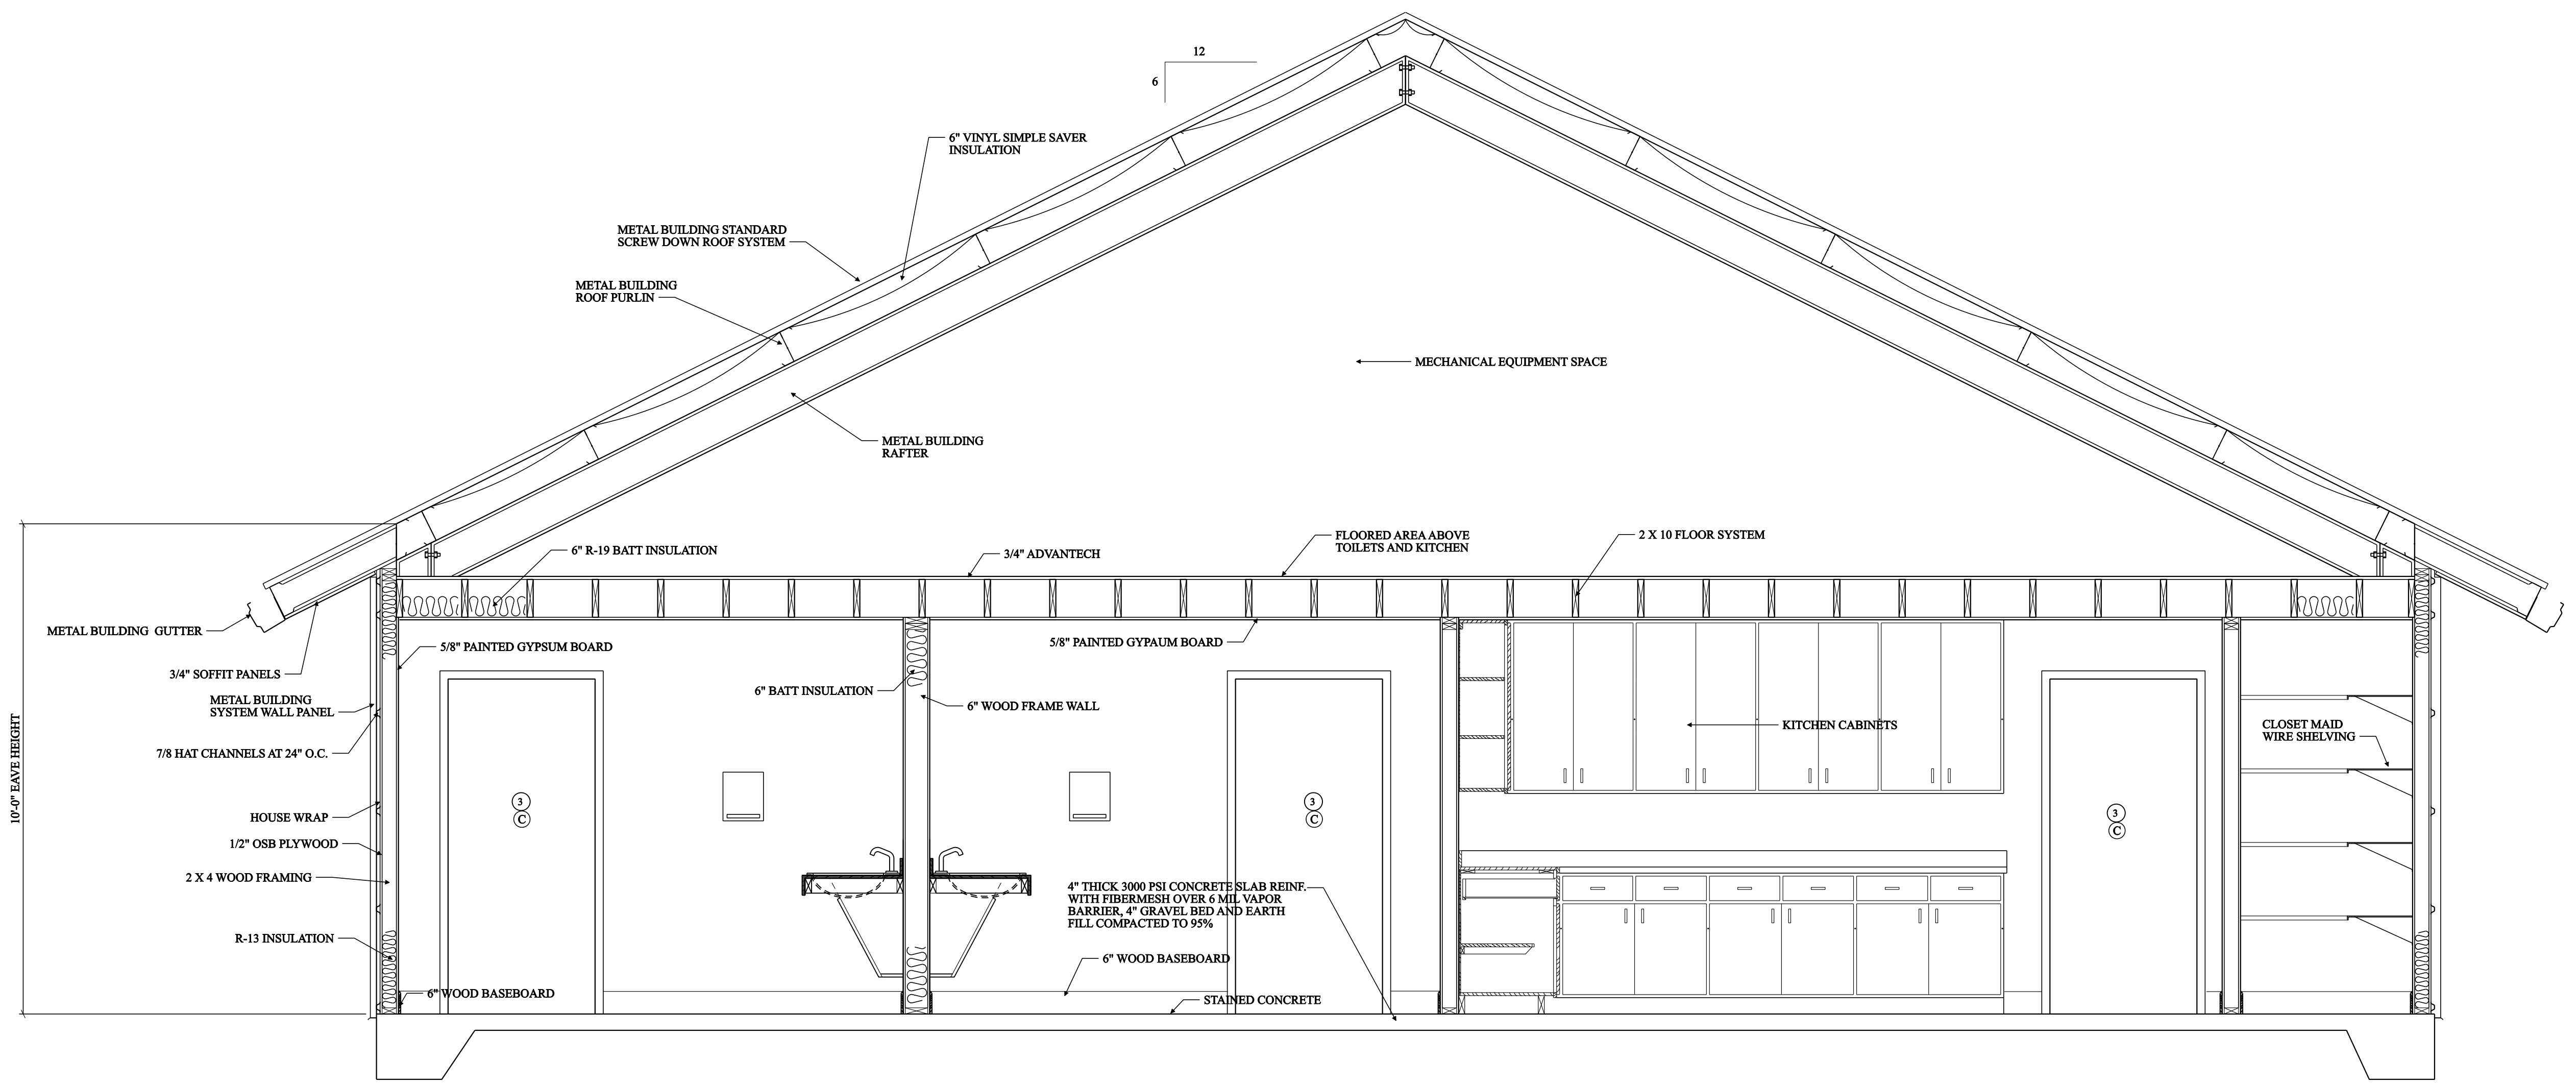 12
6
6" VINYL SIMPLE SAVER
INSULATION
METAL BUILDING STANDARD
SCREW DOWN ROOF SYSTEM
METAL BUILDING
ROOF PURLIN
MECHANICAL EQUIPMENT SPACE
METAL BUILDING
RAFTER
6" R-19 BATT INSULATION
3/4" ADVANTECH
FLOORED AREA ABOVE
TOILETS AND KITCHEN
2 X 10 FLOOR SYSTEM
METAL BUILDING GUTTER
3/4" SOFFIT PANELS
METAL BUILDING
SYSTEM WALL PANEL
7/8 HAT CHANNELS AT 24" O.C.
10'-0" EAVE HEIGHT
HOUSE WRAP
1/2" OSB PLYWOOD
2 X 4 WOOD FRAMING
R-13 INSULATION
6" WOOD BASEBOARD
5/8" PAINTED GYPSUM BOARD
3
C
6" BATT INSULATION
6" WOOD FRAME WALL
5/8" PAINTED GYPAUM BOARD
3
C
4" THICK 3000 PSI CONCRETE SLAB REINF.
WITH FIBERMESH OVER 6 MIL VAPOR
BARRIER, 4" GRAVEL BED AND EARTH
FILL COMPACTED TO 95%
6" WOOD BASEBOARD
STAINED CONCRETE
KITCHEN CABINETS
3
C
CLOSET MAID
WIRE SHELVING